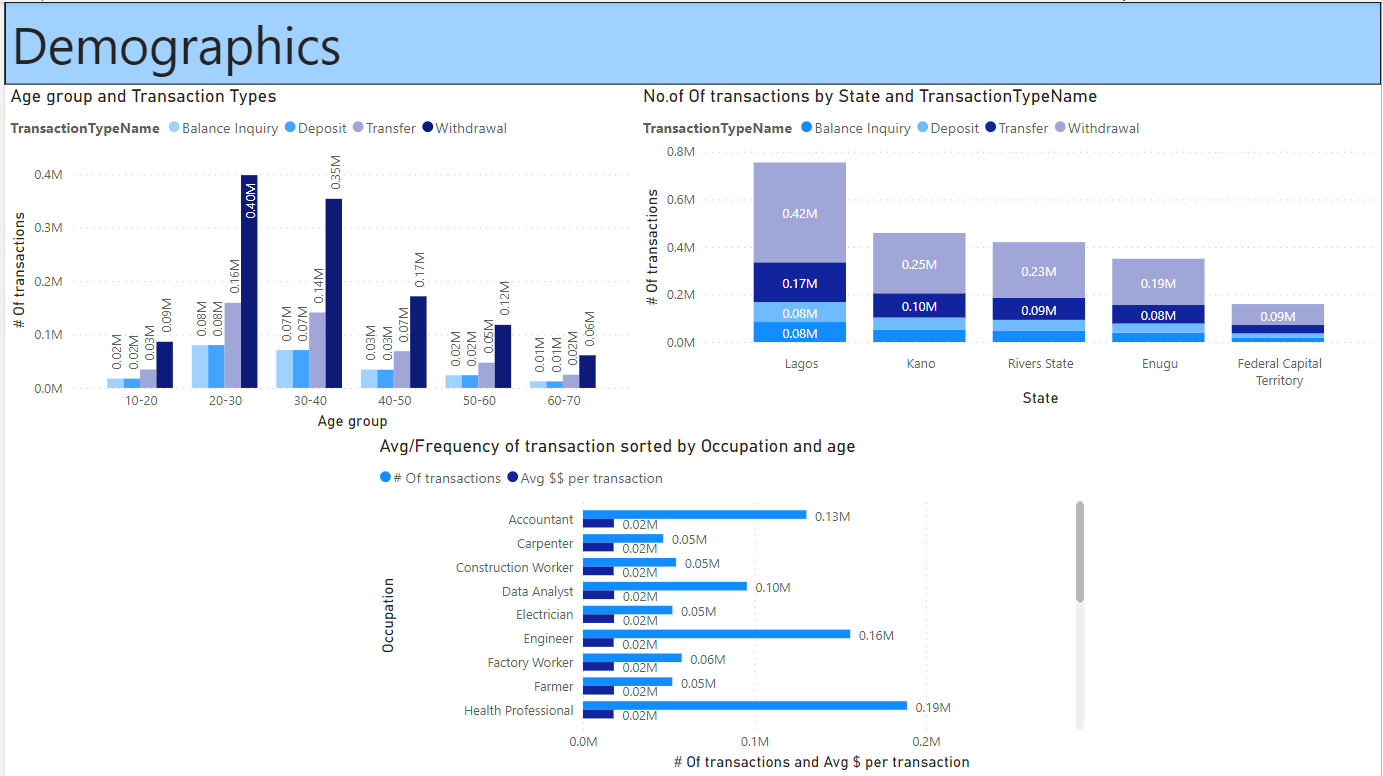 Demographics
Age group and Transaction Types
TransactionTypeName Balance Inquiry Deposit Transfer Withdrawal
# Of transactions
0.4M
0.3M
0.2M
0.1M
0.0M
0.02M 0.02M 0.03M 0.09M
0.08M 0.08M 0.16M 0.40M
0.07M 0.07M 0.14M 0.35M
0.03M 0.03M 0.07M 0.17M
0.02M 0.02M 0.05M 0.12M
0.01M 0.01M 0.02M 0.06M
10-20 20-30 30-40 40-50 50-60 60-70
Age group
No.of Of transactions by State and TransactionTypeName
TransactionTypeName Balance Inquiry Deposit Transfer Withdrawal
# Of transactions
0.8M
0.6M
0.4M
0.2M
0.0M
0.42M
0.17M
0.08M
0.08M
0.25M
0.10M
0.23M
0.09M
0.19M
0.08M
0.09M
Lagos Kano Rivers State Enugu Federal Capital
Territory
State
Avg/Frequency of transaction sorted by Occupation and age
# Of transactions Avg $$ per transaction
Occupation
Accountant 0.13M
0.02M
Carpenter 0.05M
0.02M
Construction Worker 0.05M
0.02M
Data Analyst 0.10M
0.02M
Electrician 0.05M
0.02M
Engineer 0.16M
0.02M
Factory Worker 0.06M
0.02M
Farmer 0.05M
0.02M
Health Professional 0.19M
0.02M
0.0M 0.1M 0.2M
# Of transactions and Avg $ per transaction